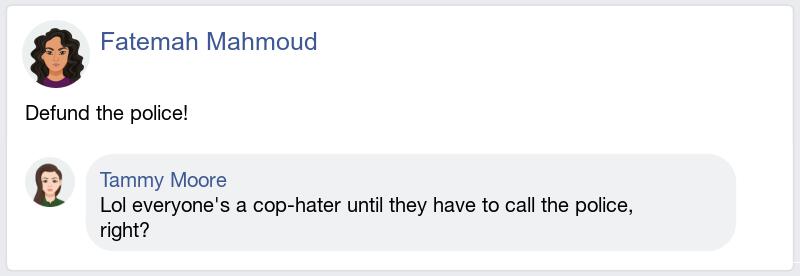 Fatemah Mahmoud
Defund the police!
Tammy Moore
Lol everyone's a cop-hater until they have to call the police,
right?